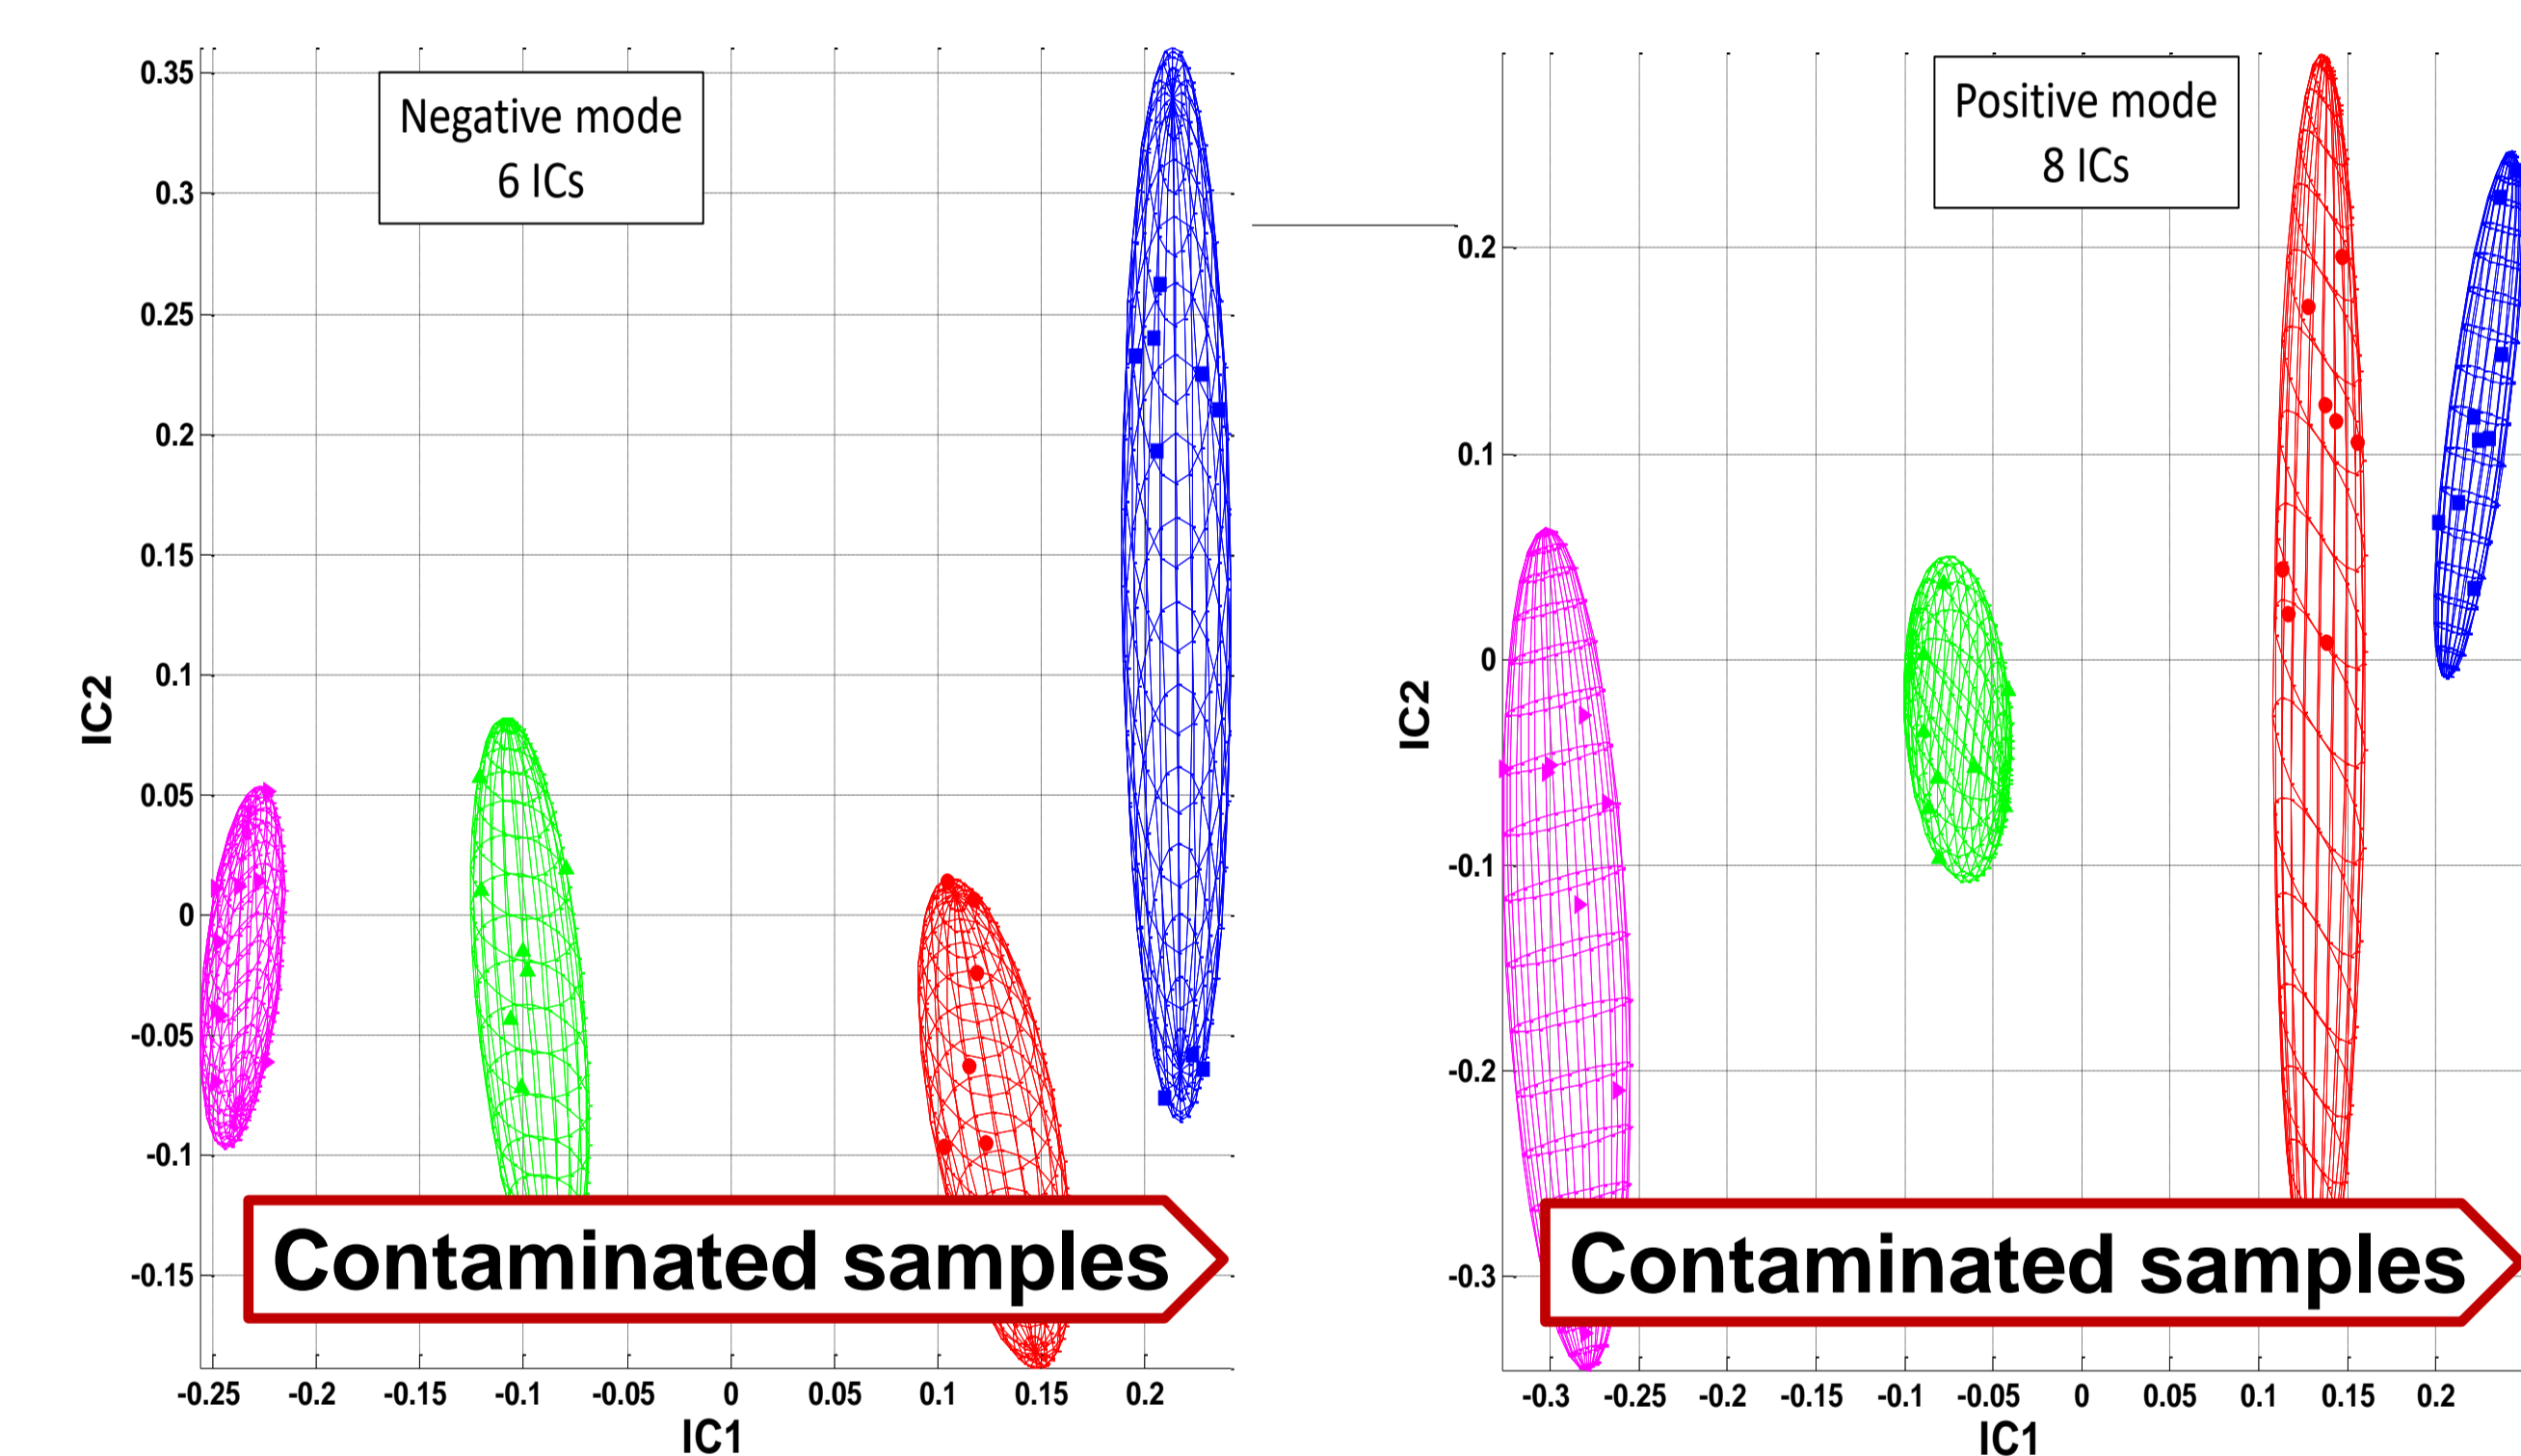 Negative mode
6 ICs
0.35
0.3
0.25
0.2
0.15
0.1
0.05
0
-0.05
-0.1
-0.15
IC2
Contaminated samples
-0.25 -0.2 -0.15 -0.1 -0.05 0 0.05 0.1 0.15 0.2
IC1
Positive mode
8 ICs
0.2
0.1
0
-0.1
-0.2
-0.3
IC2
Contaminated samples
-0.3 -0.25 -0.2 -0.15 -0.1 -0.05 0 0.05 0.1 0.15 0.2
IC1